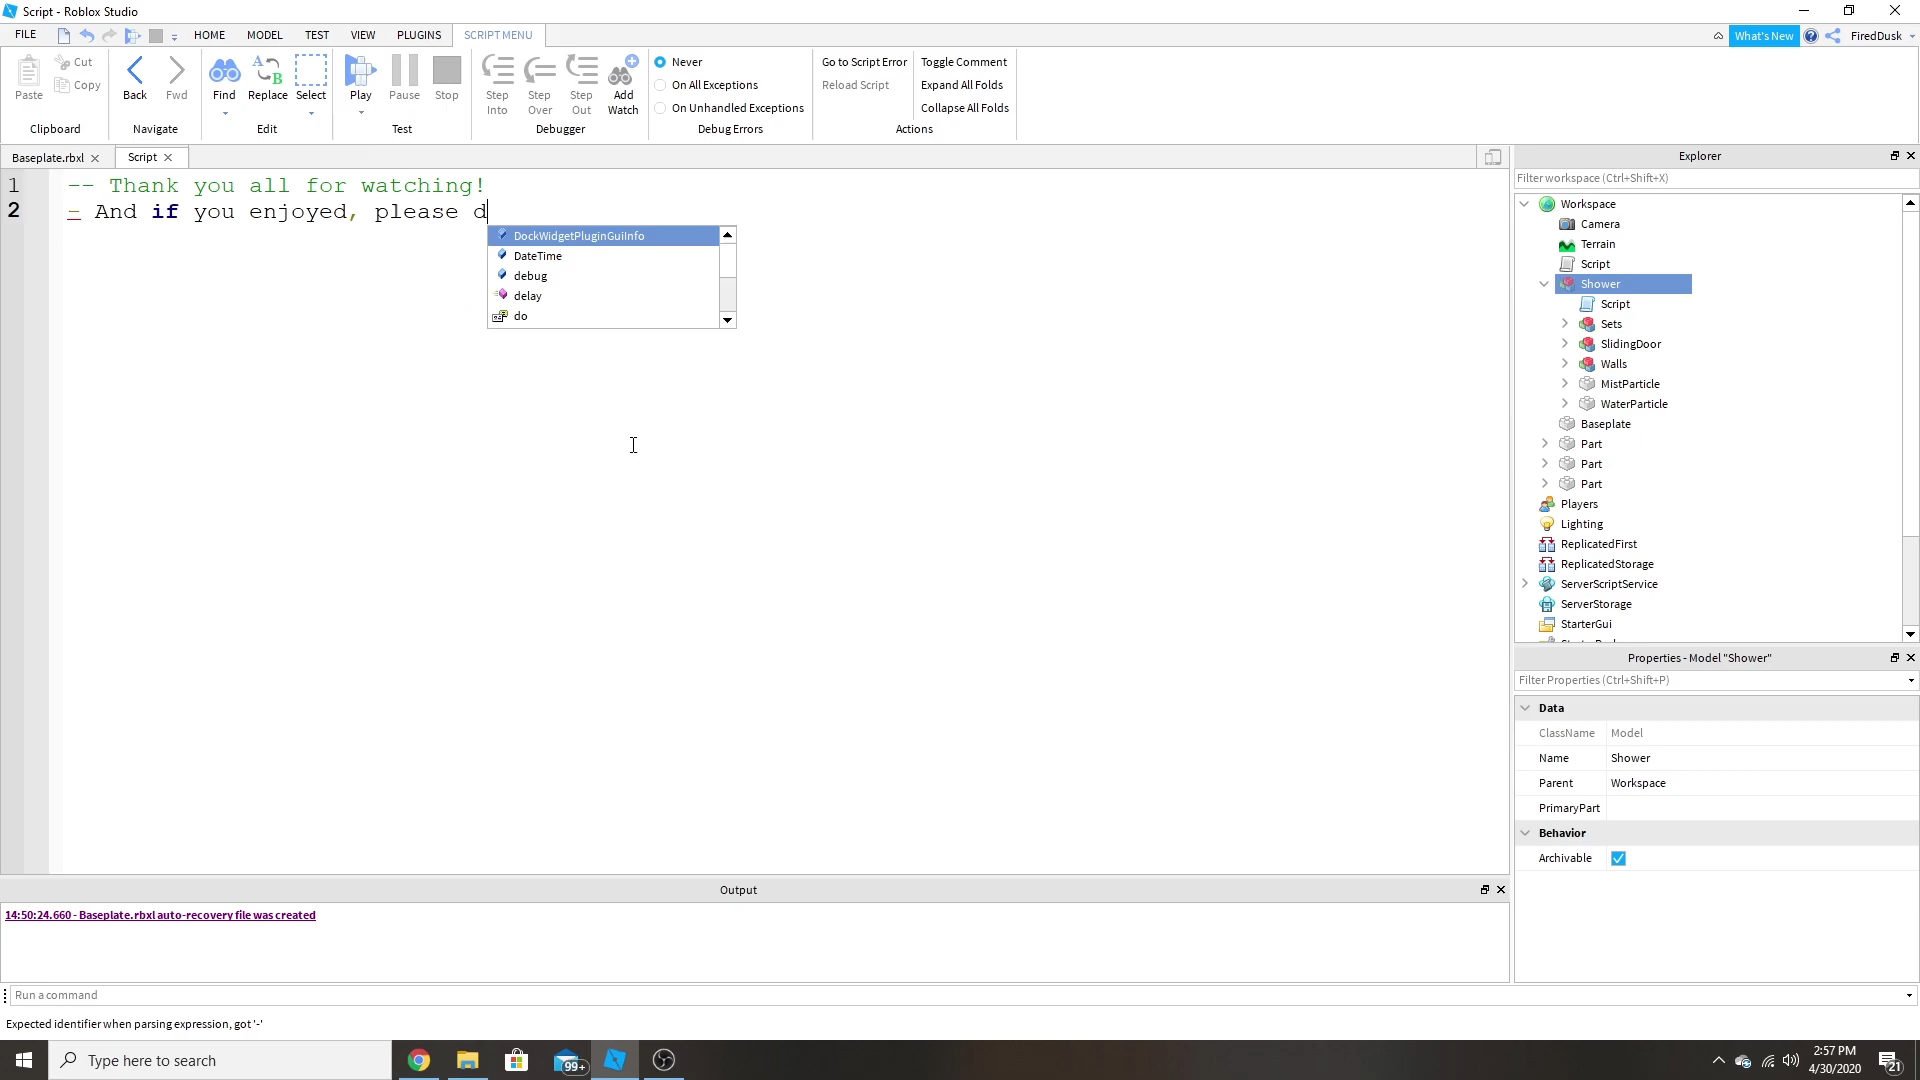 Script - Roblox Studio
FILE HOME MODEL TEST VIEW PLUGINS SCRIPT MENU What's New FiredDusk
Paste Cut Copy Back Fwd Find Replace Select Play Pause Stop Step Into Step Over Step Out Add Watch Never On All Exceptions On Unhandled Exceptions Go to Script Error Reload Script Toggle Comment Expand All Folds Collapse All Folds
Clipboard Navigate Edit Test Debugger Debug Errors Actions
Baseplate.rbxl Script
1 -- Thank you all for watching!
2 - And if you enjoyed, please d
DockWidgetPluginGuiInfo
DateTime
debug
delay
do
Explorer
Filter workspace (Ctrl+Shift+X)
Workspace
Camera
Terrain
Script
Shower
Script
Sets
SlidingDoor
Walls
MistParticle
WaterParticle
Baseplate
Part
Part
Part
Players
Lighting
ReplicatedFirst
ReplicatedStorage
ServerScriptService
ServerStorage
StarterGui
Properties - Model "Shower"
Filter Properties (Ctrl+Shift+P)
Data
ClassName Model
Name Shower
Parent Workspace
PrimaryPart
Behavior
Archivable
Output
14:50:24.660 - Baseplate.rbxl auto-recovery file was created
Run a command
Expected identifier when parsing expression, got '-'
Type here to search
99+
2:57 PM
4/30/2020
21